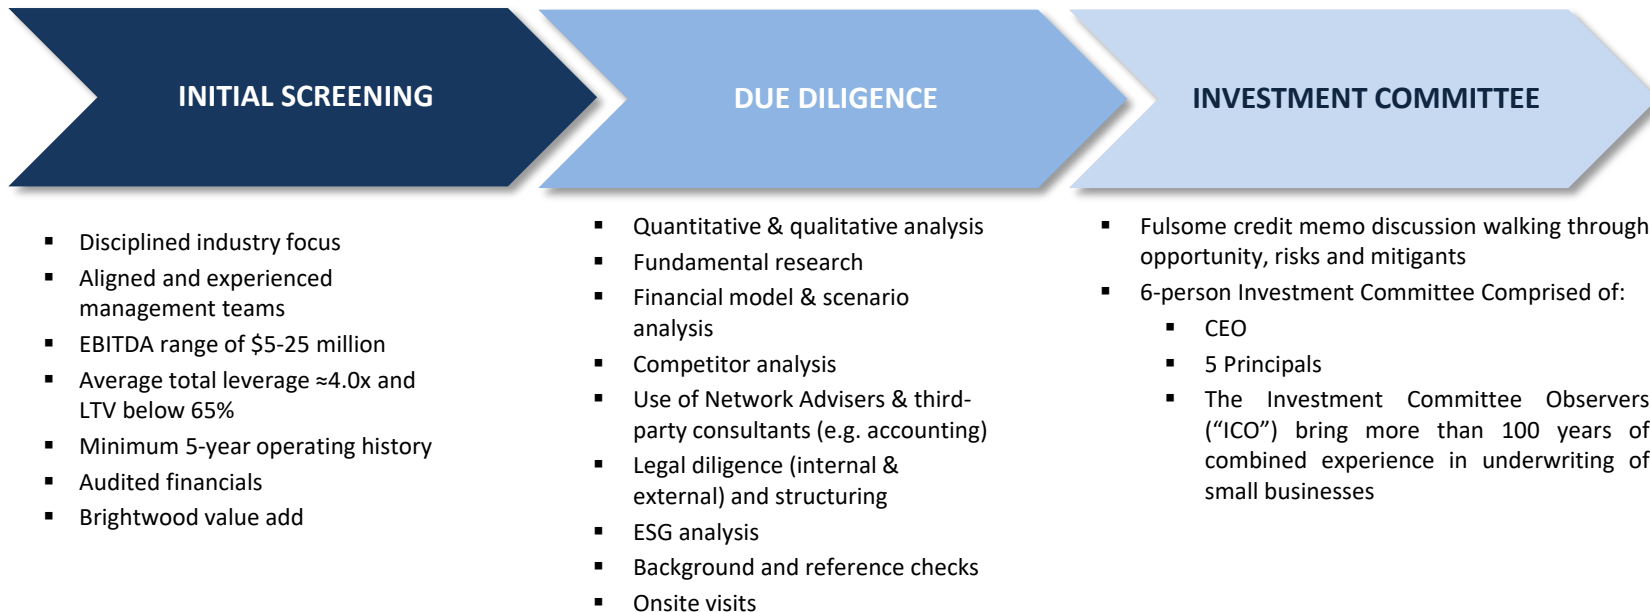 INITIAL SCREENING
DUE DILIGENCE
INVESTMENT COMMITTEE
▪ Disciplined industry focus
▪ Aligned and experienced
management teams
▪ EBITDA range of $5-25 million
▪ Average total leverage ≈4.0x and
LTV below 65%
▪ Minimum 5-year operating history
▪ Audited financials
▪ Brightwood value add
▪ Quantitative & qualitative analysis
▪ Fundamental research
▪ Financial model & scenario
analysis
▪ Competitor analysis
▪ Use of Network Advisers & third-
party consultants (e.g. accounting)
▪ Legal diligence (internal &
external) and structuring
▪ ESG analysis
▪ Background and reference checks
▪ Onsite visits
▪ Fulsome credit memo discussion walking through
opportunity, risks and mitigants
▪ 6-person Investment Committee Comprised of:
▪ CEO
▪ 5 Principals
▪ The Investment Committee Observers
(“ICO”) bring more than 100 years of
combined experience in underwriting of
small businesses